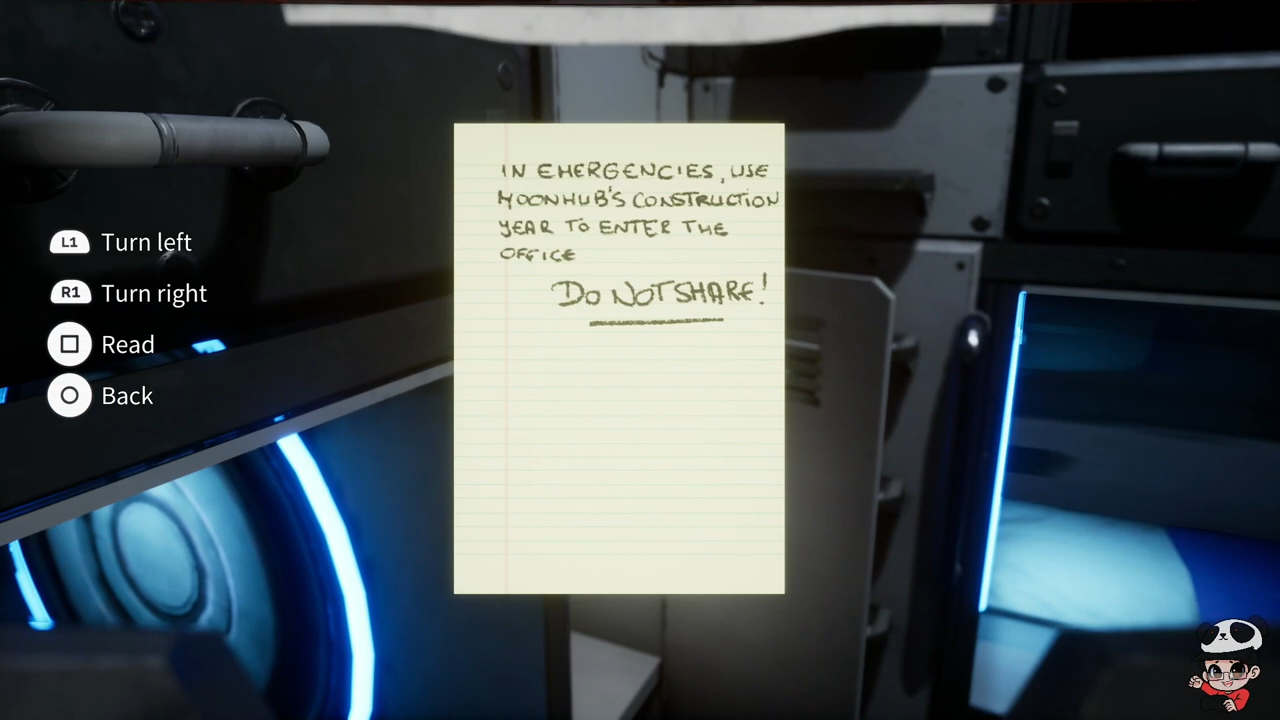 IN EMERGENCIES, USE
MOONHUB'S CONSTRUCTION
YEAR TO ENTER THE
OFFICE
DO NOT SHARE!
L1 Turn left
R1 Turn right
Read
Back